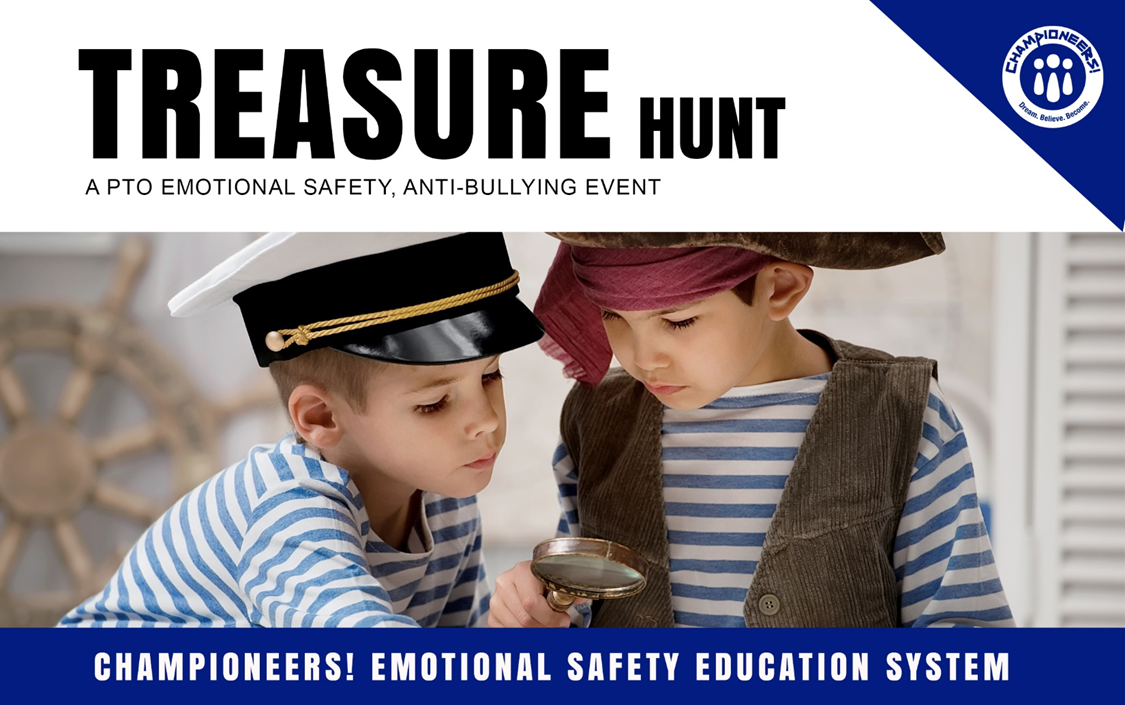 TREASURE HUNT
A PTO EMOTIONAL SAFETY, ANTI-BULLYING EVENT
CHAMPIONEERS!
Dream. Believe. Become.
CHAMPIONEERS! EMOTIONAL SAFETY EDUCATION SYSTEM